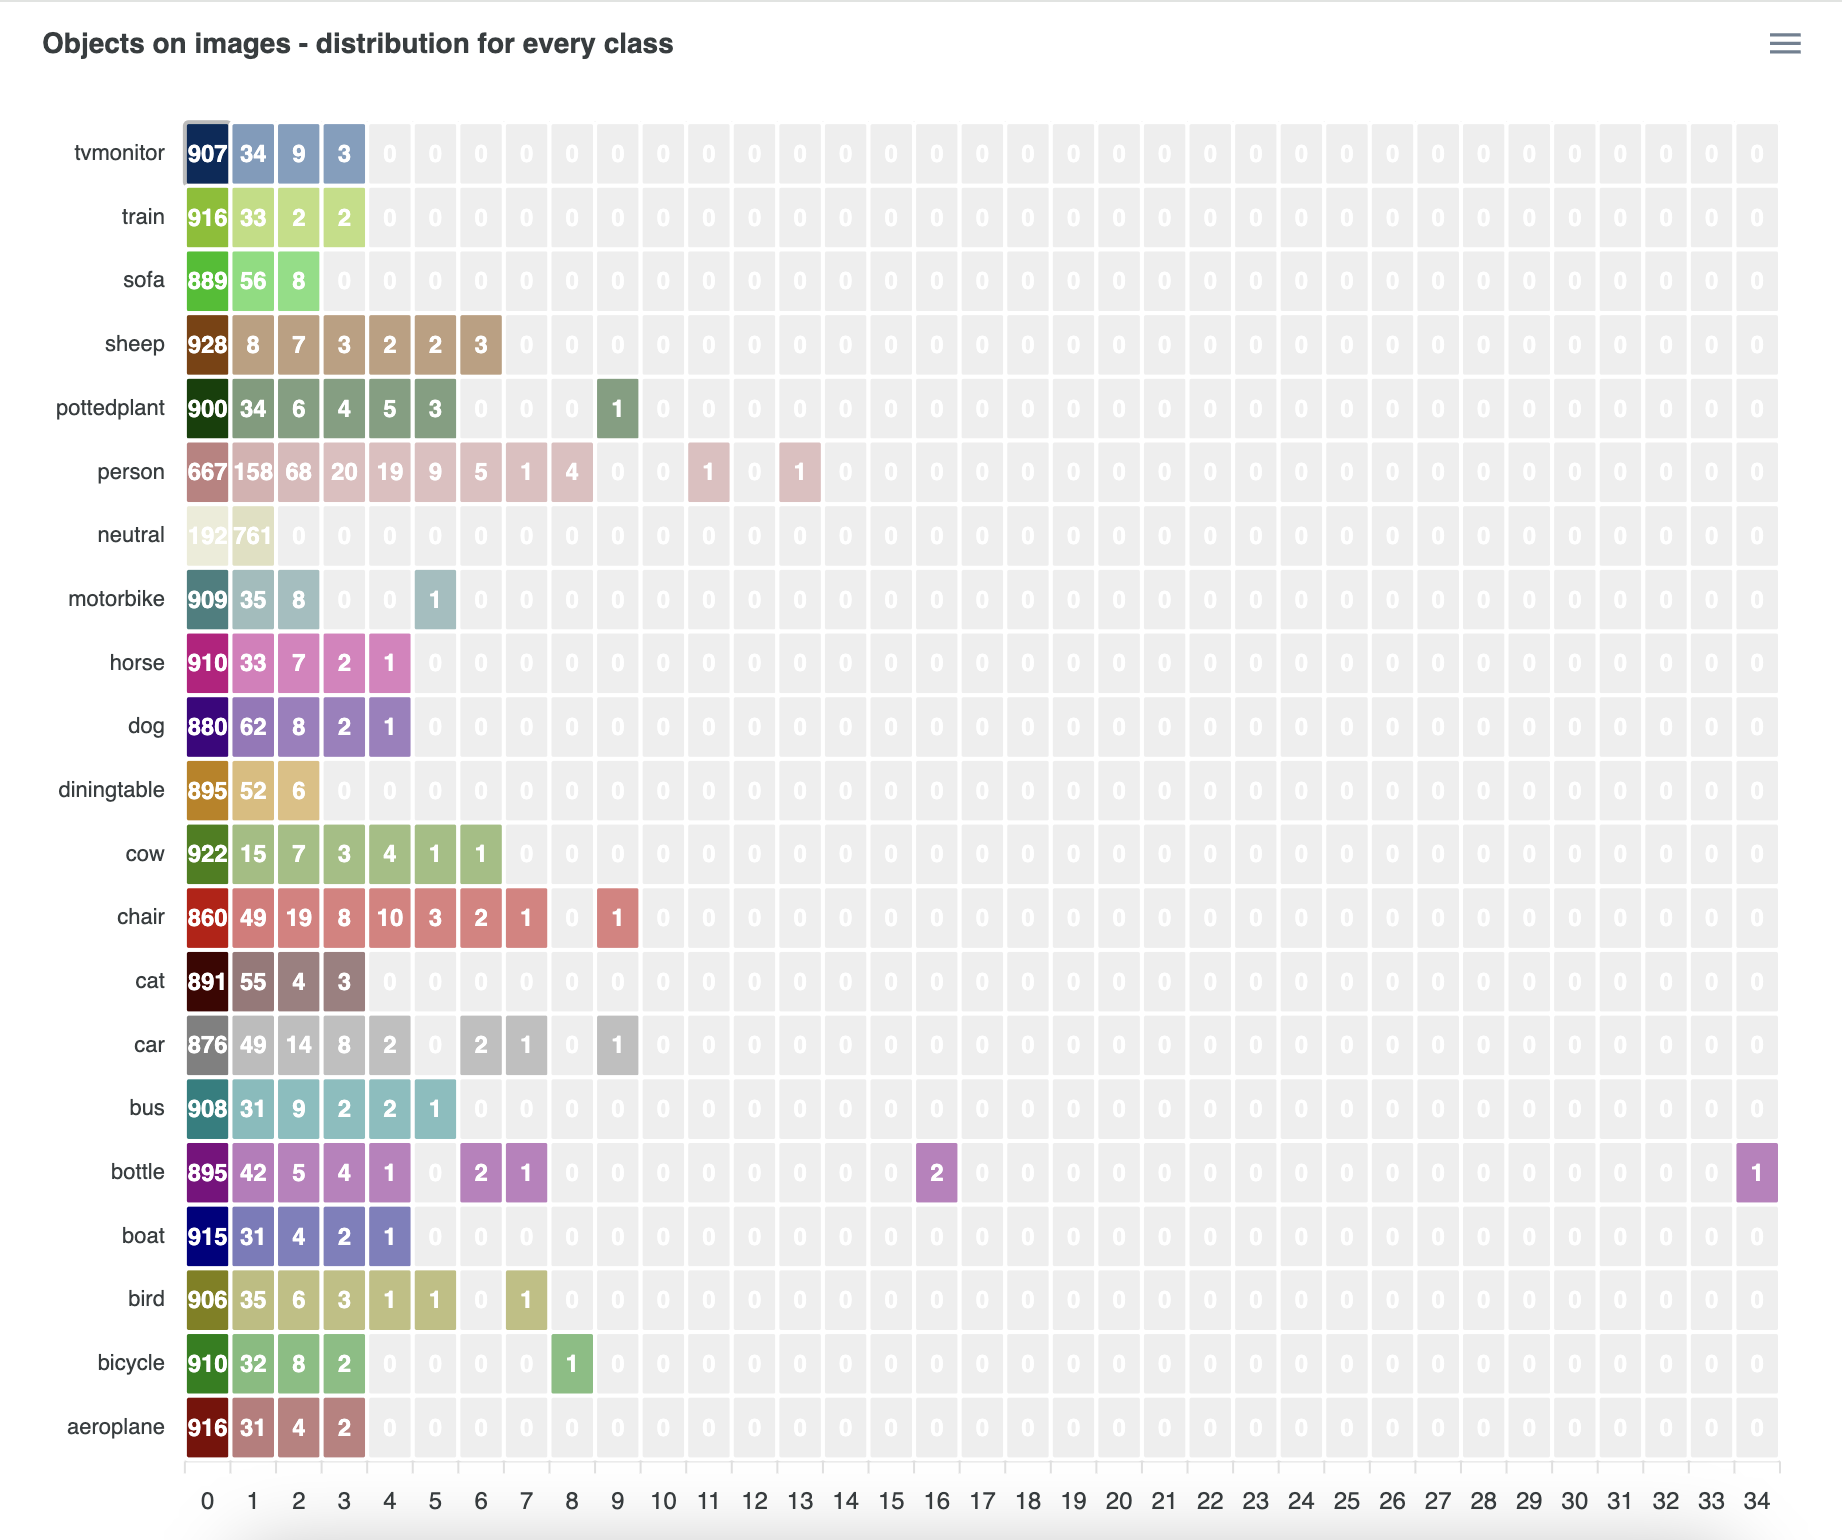 Objects on images - distribution for every class
tvmonitor 907 34 9 3 0 0 0 0 0 0 0 0 0 0 0 0 0 0 0 0 0 0 0 0 0 0 0 0 0 0 0 0 0 0 0
train 916 33 2 2 0 0 0 0 0 0 0 0 0 0 0 0 0 0 0 0 0 0 0 0 0 0 0 0 0 0 0 0 0 0 0
sofa 889 56 8 0 0 0 0 0 0 0 0 0 0 0 0 0 0 0 0 0 0 0 0 0 0 0 0 0 0 0 0 0 0 0 0
sheep 928 8 7 3 2 2 3 0 0 0 0 0 0 0 0 0 0 0 0 0 0 0 0 0 0 0 0 0 0 0 0 0 0 0 0
pottedplant 900 34 6 4 5 3 0 0 0 1 0 0 0 0 0 0 0 0 0 0 0 0 0 0 0 0 0 0 0 0 0 0 0 0 0
person 667 158 68 20 19 9 5 1 4 0 0 1 0 1 0 0 0 0 0 0 0 0 0 0 0 0 0 0 0 0 0 0 0 0 0
neutral 192 761 0 0 0 0 0 0 0 0 0 0 0 0 0 0 0 0 0 0 0 0 0 0 0 0 0 0 0 0 0 0 0 0 0
motorbike 909 35 8 0 0 1 0 0 0 0 0 0 0 0 0 0 0 0 0 0 0 0 0 0 0 0 0 0 0 0 0 0 0 0 0
horse 910 33 7 2 1 0 0 0 0 0 0 0 0 0 0 0 0 0 0 0 0 0 0 0 0 0 0 0 0 0 0 0 0 0 0
dog 880 62 8 2 1 0 0 0 0 0 0 0 0 0 0 0 0 0 0 0 0 0 0 0 0 0 0 0 0 0 0 0 0 0 0
diningtable 895 52 6 0 0 0 0 0 0 0 0 0 0 0 0 0 0 0 0 0 0 0 0 0 0 0 0 0 0 0 0 0 0 0 0
cow 922 15 7 3 4 1 1 0 0 0 0 0 0 0 0 0 0 0 0 0 0 0 0 0 0 0 0 0 0 0 0 0 0 0 0
chair 860 49 19 8 10 3 2 1 0 1 0 0 0 0 0 0 0 0 0 0 0 0 0 0 0 0 0 0 0 0 0 0 0 0 0
cat 891 55 4 3 0 0 0 0 0 0 0 0 0 0 0 0 0 0 0 0 0 0 0 0 0 0 0 0 0 0 0 0 0 0 0
car 876 49 14 8 2 0 2 1 0 1 0 0 0 0 0 0 0 0 0 0 0 0 0 0 0 0 0 0 0 0 0 0 0 0 0
bus 908 31 9 2 2 1 0 0 0 0 0 0 0 0 0 0 0 0 0 0 0 0 0 0 0 0 0 0 0 0 0 0 0 0 0
bottle 895 42 5 4 1 0 2 1 0 0 0 0 0 0 0 0 2 0 0 0 0 0 0 0 0 0 0 0 0 0 0 0 0 0 1
boat 915 31 4 2 1 0 0 0 0 0 0 0 0 0 0 0 0 0 0 0 0 0 0 0 0 0 0 0 0 0 0 0 0 0 0
bird 906 35 6 3 1 1 0 1 0 0 0 0 0 0 0 0 0 0 0 0 0 0 0 0 0 0 0 0 0 0 0 0 0 0 0
bicycle 910 32 8 2 0 0 0 0 1 0 0 0 0 0 0 0 0 0 0 0 0 0 0 0 0 0 0 0 0 0 0 0 0 0 0
aeroplane 916 31 4 2 0 0 0 0 0 0 0 0 0 0 0 0 0 0 0 0 0 0 0 0 0 0 0 0 0 0 0 0 0 0 0
0 1 2 3 4 5 6 7 8 9 10 11 12 13 14 15 16 17 18 19 20 21 22 23 24 25 26 27 28 29 30 31 32 33 34